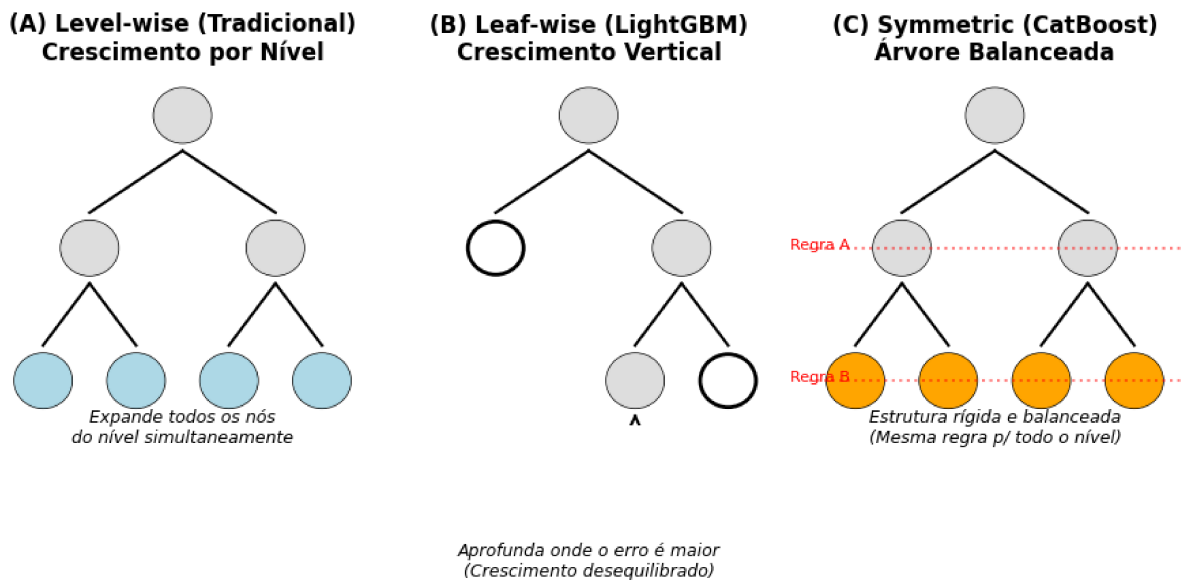 (A) Level-wise (Tradicional)
Crescimento por Nível
Expande todos os nós
do nível simultaneamente
(B) Leaf-wise (LightGBM)
Crescimento Vertical
Aprofunda onde o erro é maior
(Crescimento desequilibrado)
(C) Symmetric (CatBoost)
Árvore Balanceada
Regra A
Regra B
Estrutura rígida e balanceada
(Mesma regra p/ todo o nível)